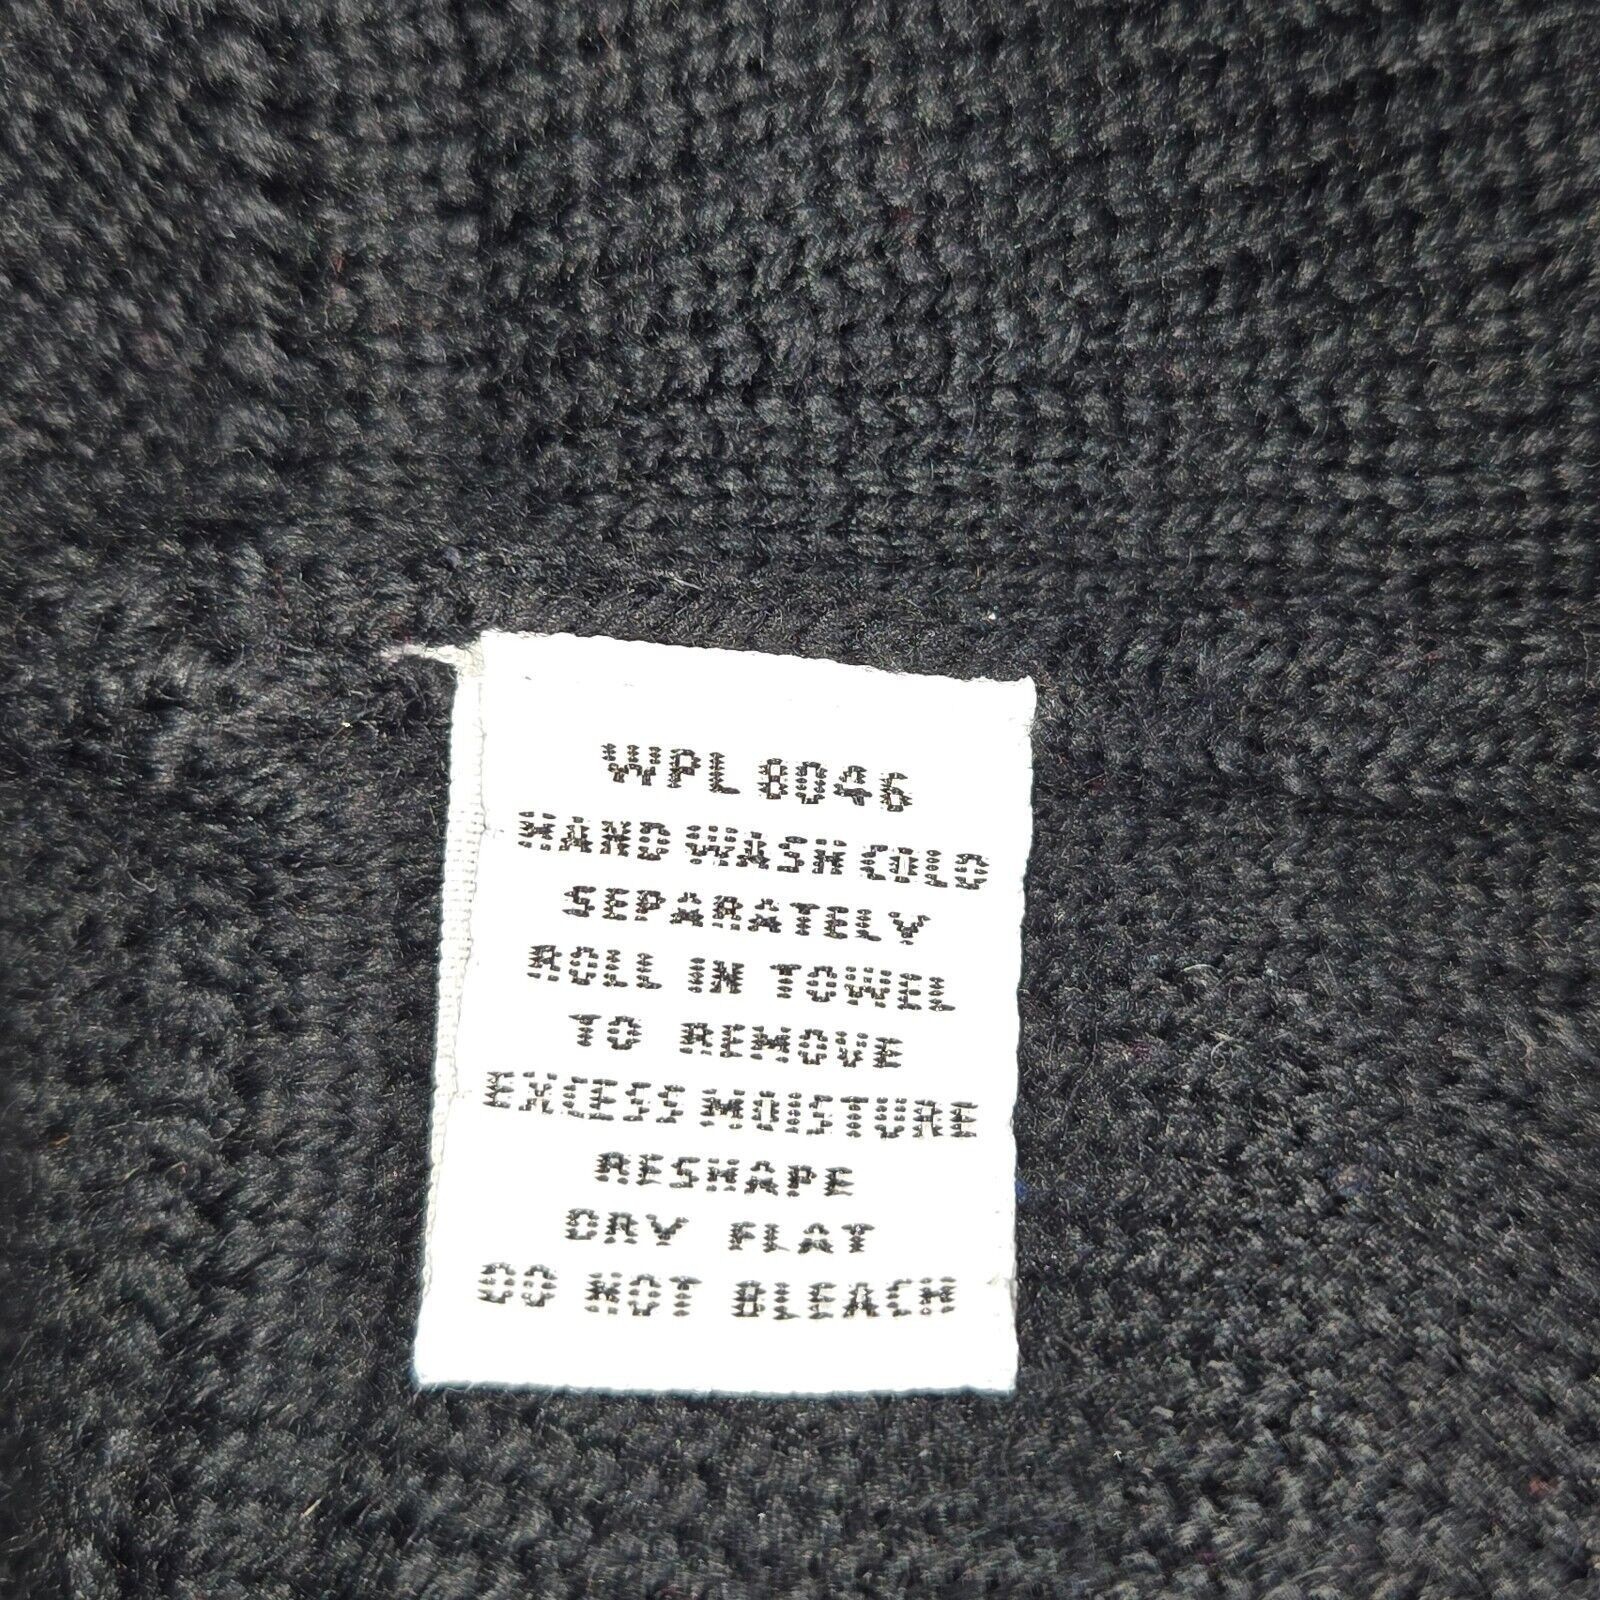 WPL 8046
HAND WASH COLD
SEPARATELY
ROLL IN TOWEL
TO REMOVE
EXCESS MOISTURE
RESHAPE
DRY FLAT
DO NOT BLEACH